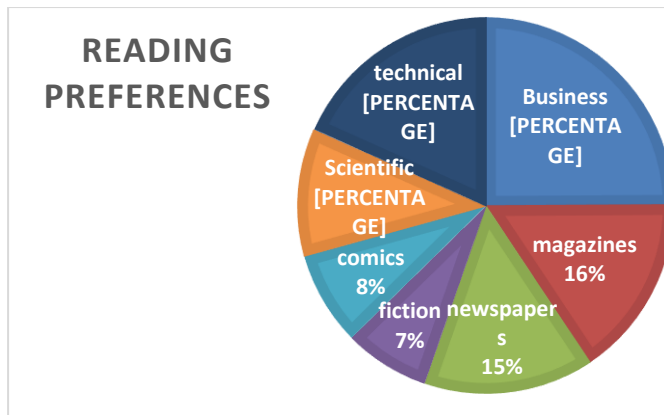 READING
PREFERENCES
technical
[PERCENTA
GE]
Business
[PERCENTA
GE]
Scientific
[PERCENTA
GE]
magazines
16%
comics
8%
fiction
7%
newspaper
s
15%